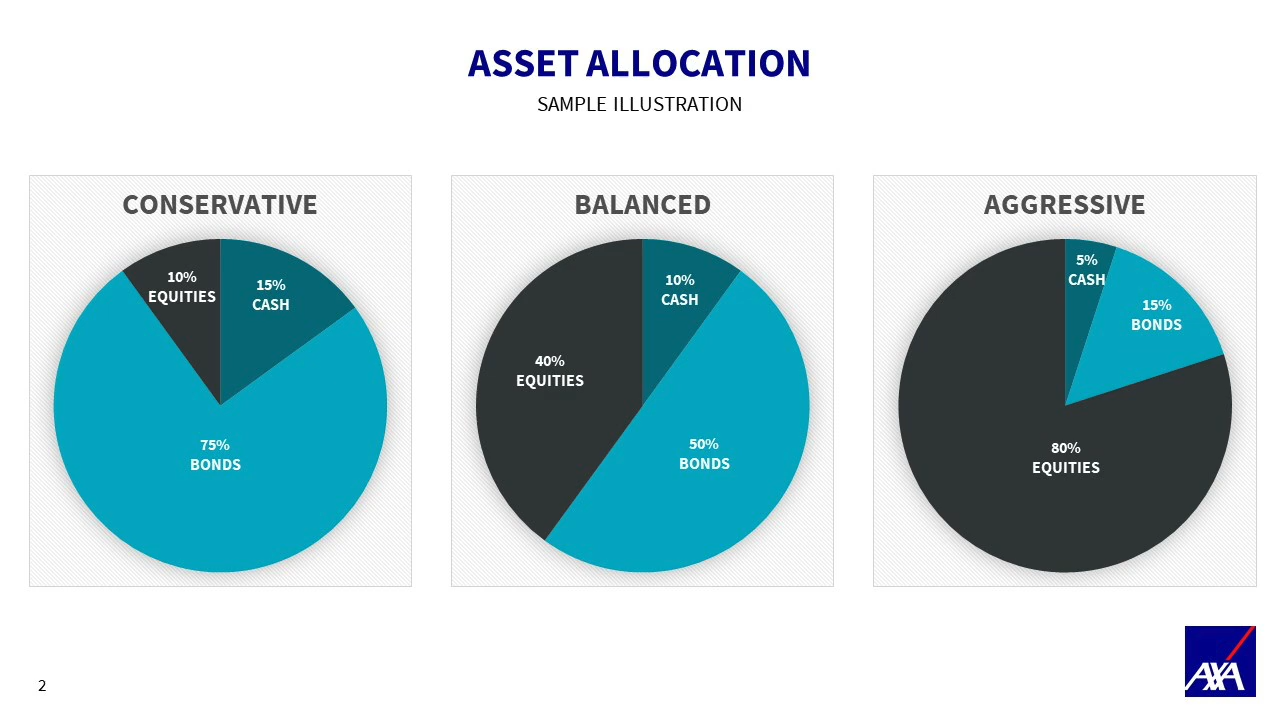 ASSET ALLOCATION
SAMPLE ILLUSTRATION
CONSERVATIVE
10%
EQUITIES
15%
CASH
75%
BONDS
BALANCED
10%
CASH
40%
EQUITIES
50%
BONDS
AGGRESSIVE
5%
CASH
15%
BONDS
80%
EQUITIES
2
AXA